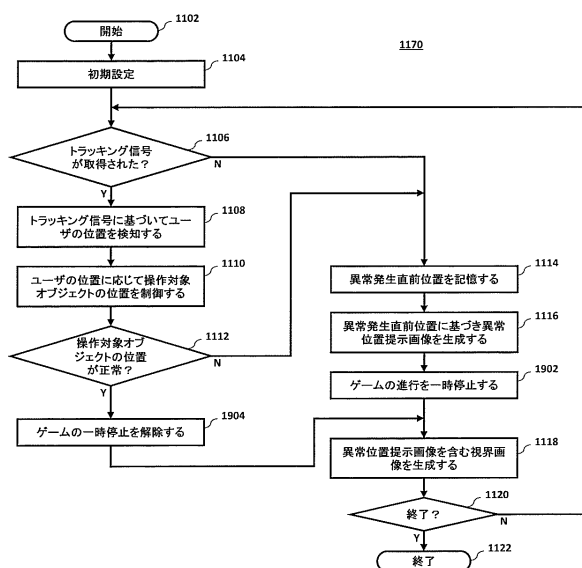 1102
開始
1170
1104
初期設定
1106
トラッキング信号
が取得された?
N
Y
1108
トラッキング信号に基づいてユー
ザの位置を検知する
1110
ユーザの位置に応じて操作対象
オブジェクトの位置を制御する
1112
操作対象オブ
ジェクトの位置
が正常?
N
Y
1904
ゲームの一時停止を解除する
1114
異常発生直前位置を記憶する
1116
異常発生直前位置に基づき異常
位置提示画像を生成する
1902
ゲームの進行を一時停止する
1118
異常位置提示画像を含む視界画
像を生成する
1120
終了?
N
Y
1122
終了